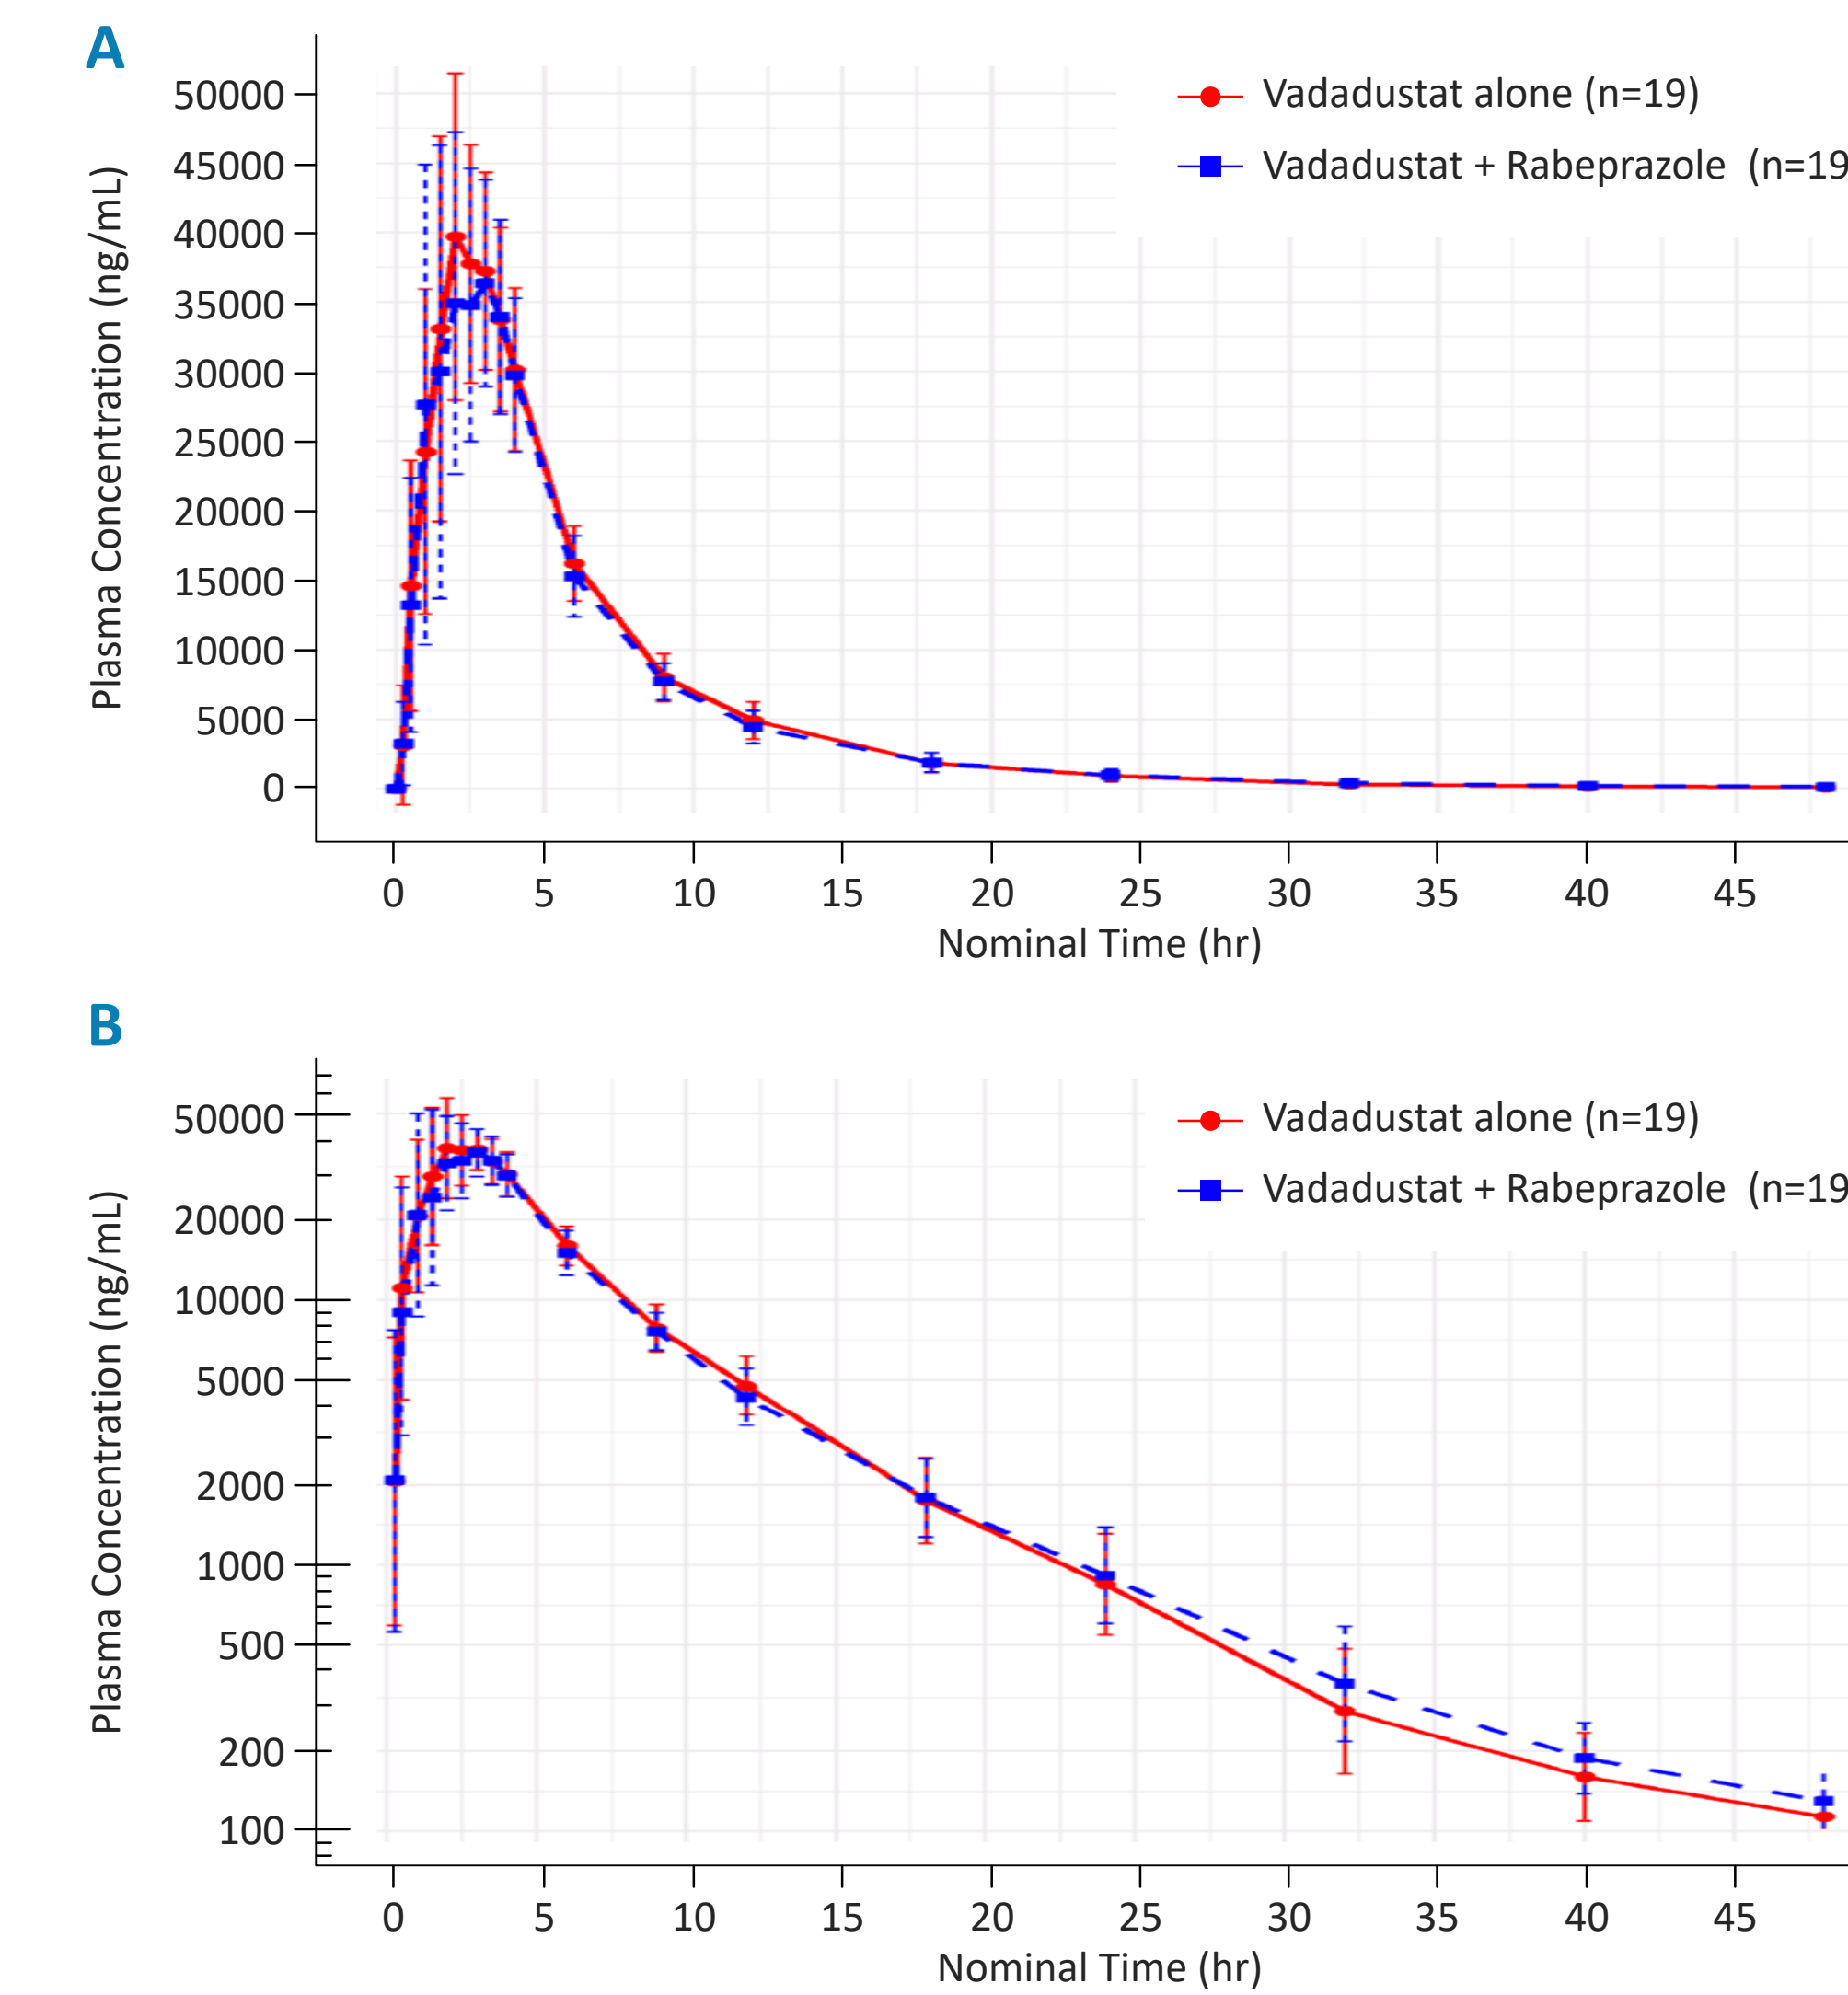 A
50000
45000
40000
35000
30000
25000
20000
15000
10000
5000
0
Plasma Concentration (ng/mL)
Vadadustat alone (n=19)
Vadadustat + Rabeprazole (n=19
0 5 10 15 20 25 30 35 40 45
Nominal Time (hr)
B
50000
20000
10000
5000
2000
1000
500
200
100
Plasma Concentration (ng/mL)
Vadadustat alone (n=19)
Vadadustat + Rabeprazole (n=19
0 5 10 15 20 25 30 35 40 45
Nominal Time (hr)